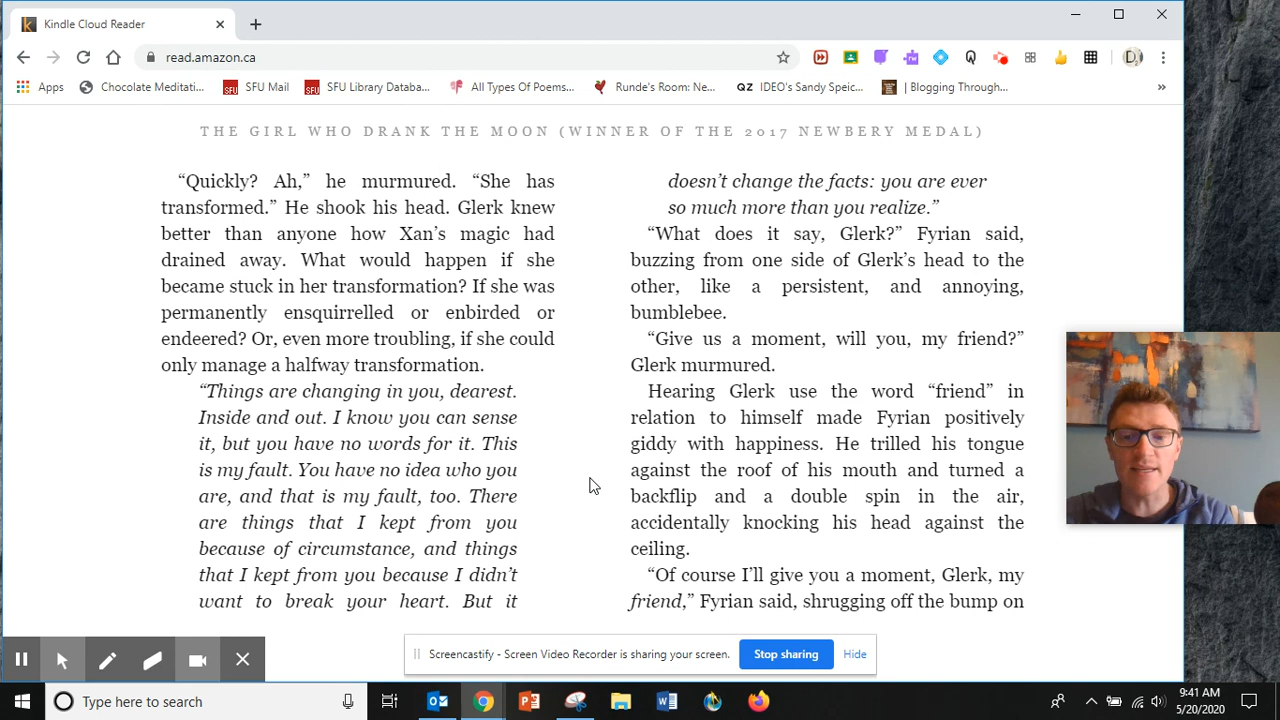 Kindle Cloud Reader
read.amazon.ca
Apps
Chocolate Meditati...
SFU
SFU Mail
SFU
SFU Library Databa...
All Types Of Poems...
Runde's Room: Ne...
QZ
IDEO's Sandy Speic...
| Blogging Through...
»
THE GIRL WHO DRANK THE MOON (WINNER OF THE 2017 NEWBERY MEDAL)
“Quickly? Ah,” he murmured. “She has
transformed.” He shook his head. Glerk knew
better than anyone how Xan’s magic had
drained away. What would happen if she
became stuck in her transformation? If she was
permanently ensquirrelled or enbirded or
endeered? Or, even more troubling, if she could
only manage a halfway transformation.
“Things are changing in you, dearest.
Inside and out. I know you can sense
it, but you have no words for it. This
is my fault. You have no idea who you
are, and that is my fault, too. There
are things that I kept from you
because of circumstance, and things
that I kept from you because I didn’t
want to break your heart. But it
doesn’t change the facts: you are ever
so much more than you realize.”
“What does it say, Glerk?” Fyrian said,
buzzing from one side of Glerk’s head to the
other, like a persistent, and annoying,
bumblebee.
“Give us a moment, will you, my friend?”
Glerk murmured.
Hearing Glerk use the word “friend” in
relation to himself made Fyrian positively
giddy with happiness. He trilled his tongue
against the roof of his mouth and turned a
backflip and a double spin in the air,
accidentally knocking his head against the
ceiling.
“Of course I’ll give you a moment, Glerk, my
friend,” Fyrian said, shrugging off the bump on
Screencastify - Screen Video Recorder is sharing your screen.
Stop sharing
Hide
Type here to search
9:41 AM
5/20/2020